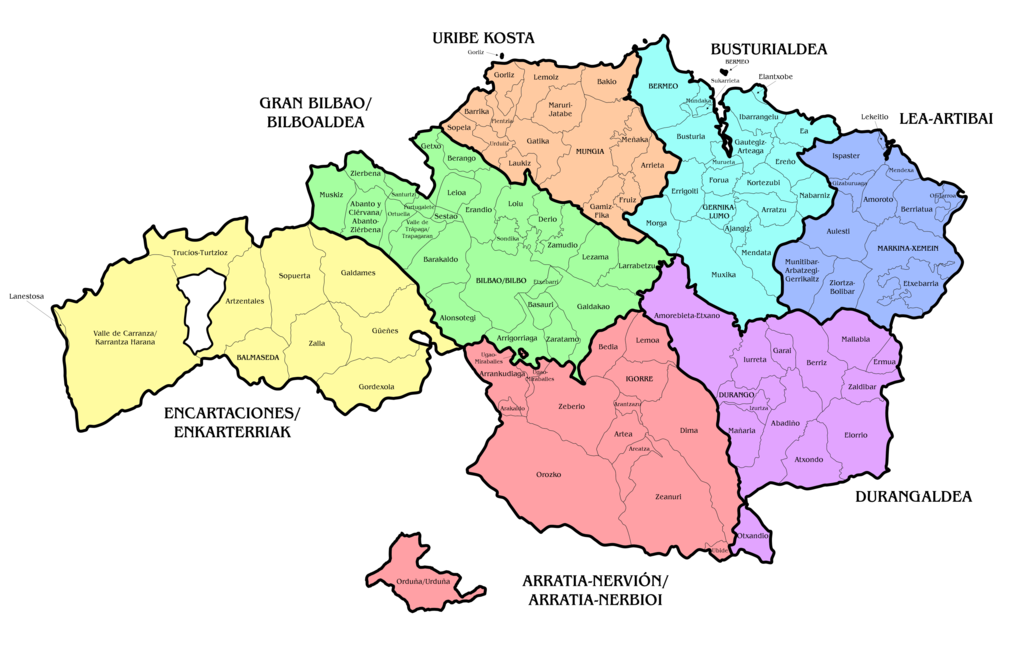 URIBE KOSTA
Gorliz
BUSTURIALDEA
BERMEO
Sukarrieta
Elantxobe
GRAN BILBAO/
BILBOALDEA
LEA-ARTIBAI
Lekeitio
Gorliz
Lemoiz
Bakio
BERMEO
Barrika
Maruri-
Jatabe
Mundaka
Ibarrangelu
Sopela
Plentzia
Ea
Urduliz
Gatika
MUNGIA
Meñaka
Busturia
Gautegiz-
Arteaga
Getxo
Berango
Laukiz
Arrieta
Murueta
Ereño
Ispaster
Mendexa
Zierbena
Muskiz
Santurtzi
Leioa
Errigoiti
Forua
Kortezubi
Gizaburuaga
Amoroto
Ondarroa
Abanto y
Ciérvana/
Abanto-
Zierbena
Portugalete
Ortuella
Sestao
Erandio
Loiu
Fruiz
Gamiz-
Fika
GERNIKA-
LUMO
Arratzu
Nabarniz
Berriatua
Valle de
Trápaga/
Trapagaran
Derio
Morga
Ajangiz
Aulesti
Sondika
Zamudio
Mendata
MARKINA-XEMEIN
Trucios-Turtzioz
Barakaldo
Lezama
Larrabetzu
Muxika
Munitibar-
Arbatzegi-
Gerrikaitz
Ziortza-
Bolibar
Etxebarria
Sopuerta
Galdames
BILBAO/BILBO
Etxebarri
Lanestosa
Artzentales
Basauri
Galdakao
Amorebieta-Etxano
Alonsotegi
Valle de Carranza/
Karrantza Harana
Güeñes
Zalla
Arrigorriaga
Zaratamo
Bedia
Lemoa
Mallabia
BALMASEDA
Ugao-
Miraballes
Iurreta
Garai
Berriz
Ermua
Gordexola
Arrankudiaga
Ugao-
Miraballes
IGORRE
Zaldibar
DURANGO
Izurtza
Arakaldo
Zeberio
Arantzazu
ENCARTACIONES/
ENKARTERRIAK
Artea
Dima
Mañaria
Abadiño
Elorrio
Areatza
Atxondo
Orozko
Zeanuri
DURANGALDEA
Otxandio
Ubide
Orduña/Urduña
ARRATIA-NERVIÓN/
ARRATIA-NERBIOI